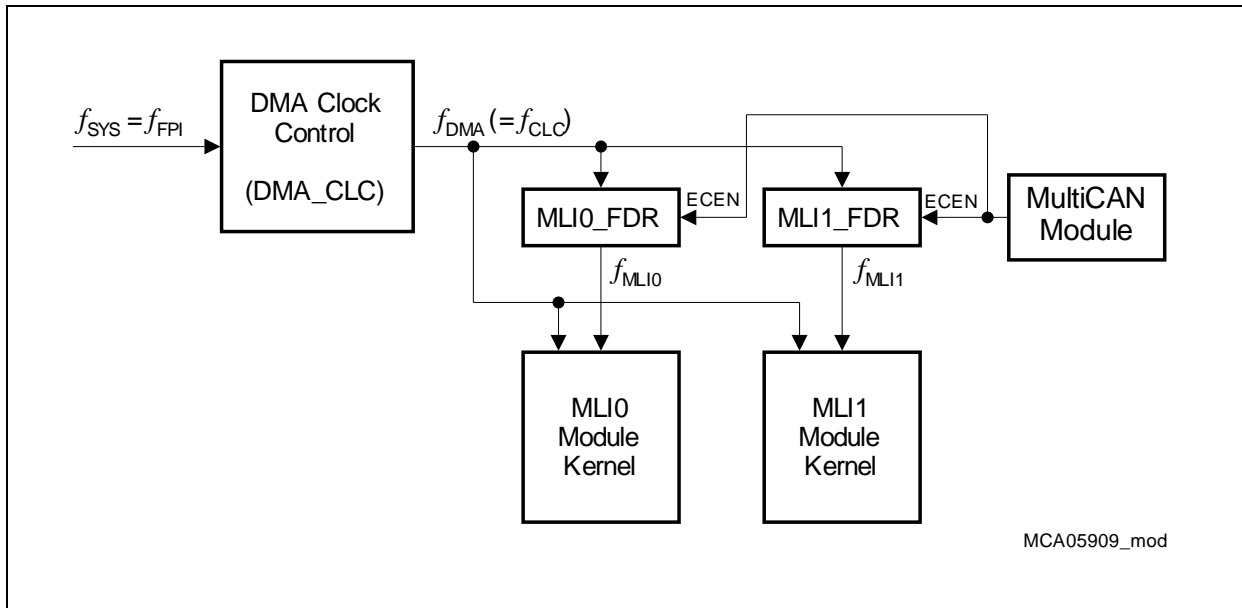 DMA Clock
Control
(DMA_CLC)
fSYS = fFPI
fDMA (= fCLC)
MLI0_FDR
ECEN
MLI1_FDR
ECEN
MultiCAN
Module
fMLI0
fMLI1
MLI0
Module
Kernel
MLI1
Module
Kernel
MCA05909_mod